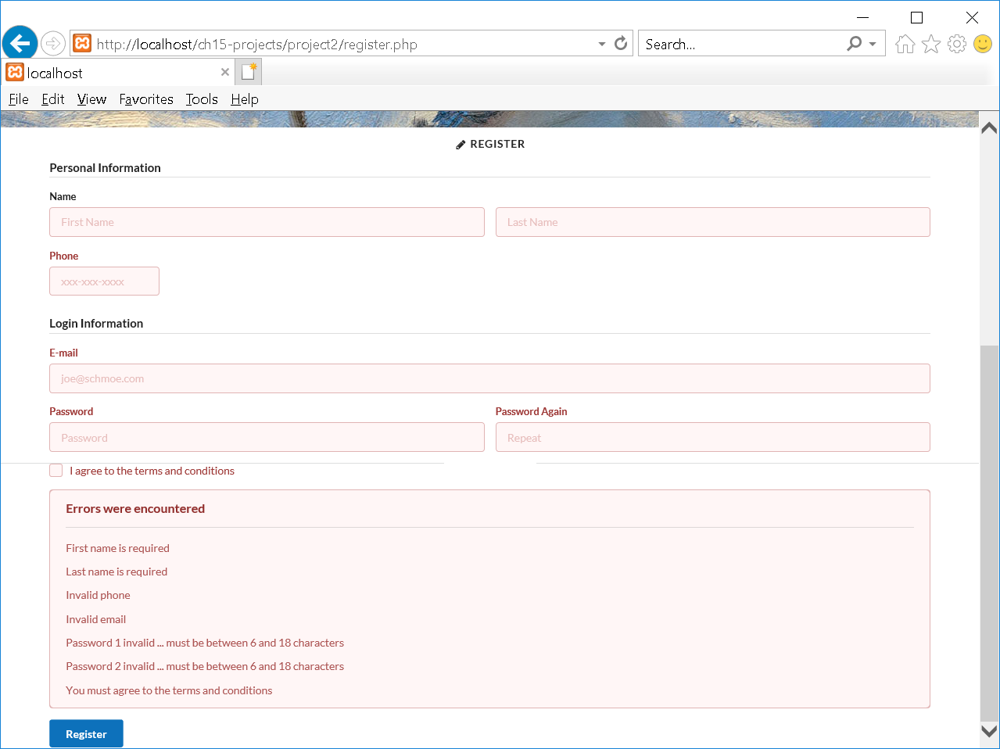 http://localhost/ch15-projects/project2/register.php
Search...
localhost
File Edit View Favorites Tools Help
REGISTER
Personal Information
Name
First Name Last Name
Phone
xxx-xxx-xxxx
Login Information
E-mail
joe@schmoe.com
Password Password Again
Password Repeat
I agree to the terms and conditions
Errors were encountered
First name is required
Last name is required
Invalid phone
Invalid email
Password 1 invalid ... must be between 6 and 18 characters
Password 2 invalid ... must be between 6 and 18 characters
You must agree to the terms and conditions
Register